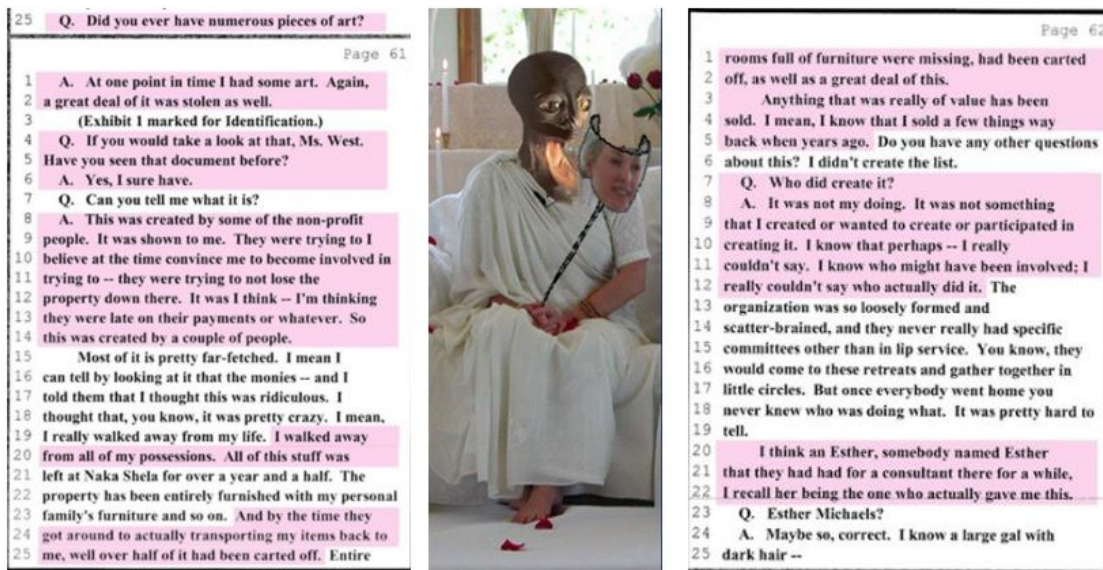 25 Q. Did you ever have numerous pieces of art?
Page 61
1 A. At one point in time I had some art. Again,
2 a great deal of it was stolen as well.
3 (Exhibit 1 marked for Identification.)
4 Q. If you would take a look at that, Ms. West.
5 Have you seen that document before?
6 A. Yes, I sure have.
7 Q. Can you tell me what it is?
8 A. This was created by some of the non-profit
9 people. It was shown to me. They were trying to I
10 believe at the time convince me to become involved in
11 trying to -- they were trying to not lose the
12 property down there. It was I think -- I'm thinking
13 they were late on their payments or whatever. So
14 this was created by a couple of people.
15 Most of it is pretty far-fetched. I mean I
16 can tell by looking at it that the monies -- and I
17 told them that I thought this was ridiculous. I
18 thought that, you know, it was pretty crazy. I mean,
19 I really walked away from my life. I walked away
20 from all of my possessions. All of this stuff was
21 left at Naka Shela for over a year and a half. The
22 property has been entirely furnished with my personal
23 family's furniture and so on. And by the time they
24 got around to actually transporting my items back to
25 me, well over half of it had been carted off. Entire
Page 62
1 rooms full of furniture were missing, had been carted
2 off, as well as a great deal of this.
3 Anything that was really of value has been
4 sold. I mean, I know that I sold a few things way
5 back when years ago. Do you have any other questions
6 about this? I didn't create the list.
7 Q. Who did create it?
8 A. It was not my doing. It was not something
9 that I created or wanted to create or participated in
10 creating it. I know that perhaps -- I really
11 couldn't say. I know who might have been involved; I
12 really couldn't say who actually did it. The
13 organization was so loosely formed and
14 scatter-brained, and they never really had specific
15 committees other than in lip service. You know, they
16 would come to these retreats and gather together in
17 little circles. But once everybody went home you
18 never knew who was doing what. It was pretty hard to
19 tell.
20 I think an Esther, somebody named Esther
21 that they had had for a consultant there for a while,
22 I recall her being the one who actually gave me this.
23 Q. Esther Michaels?
24 A. Maybe so, correct. I know a large gal with
25 dark hair --